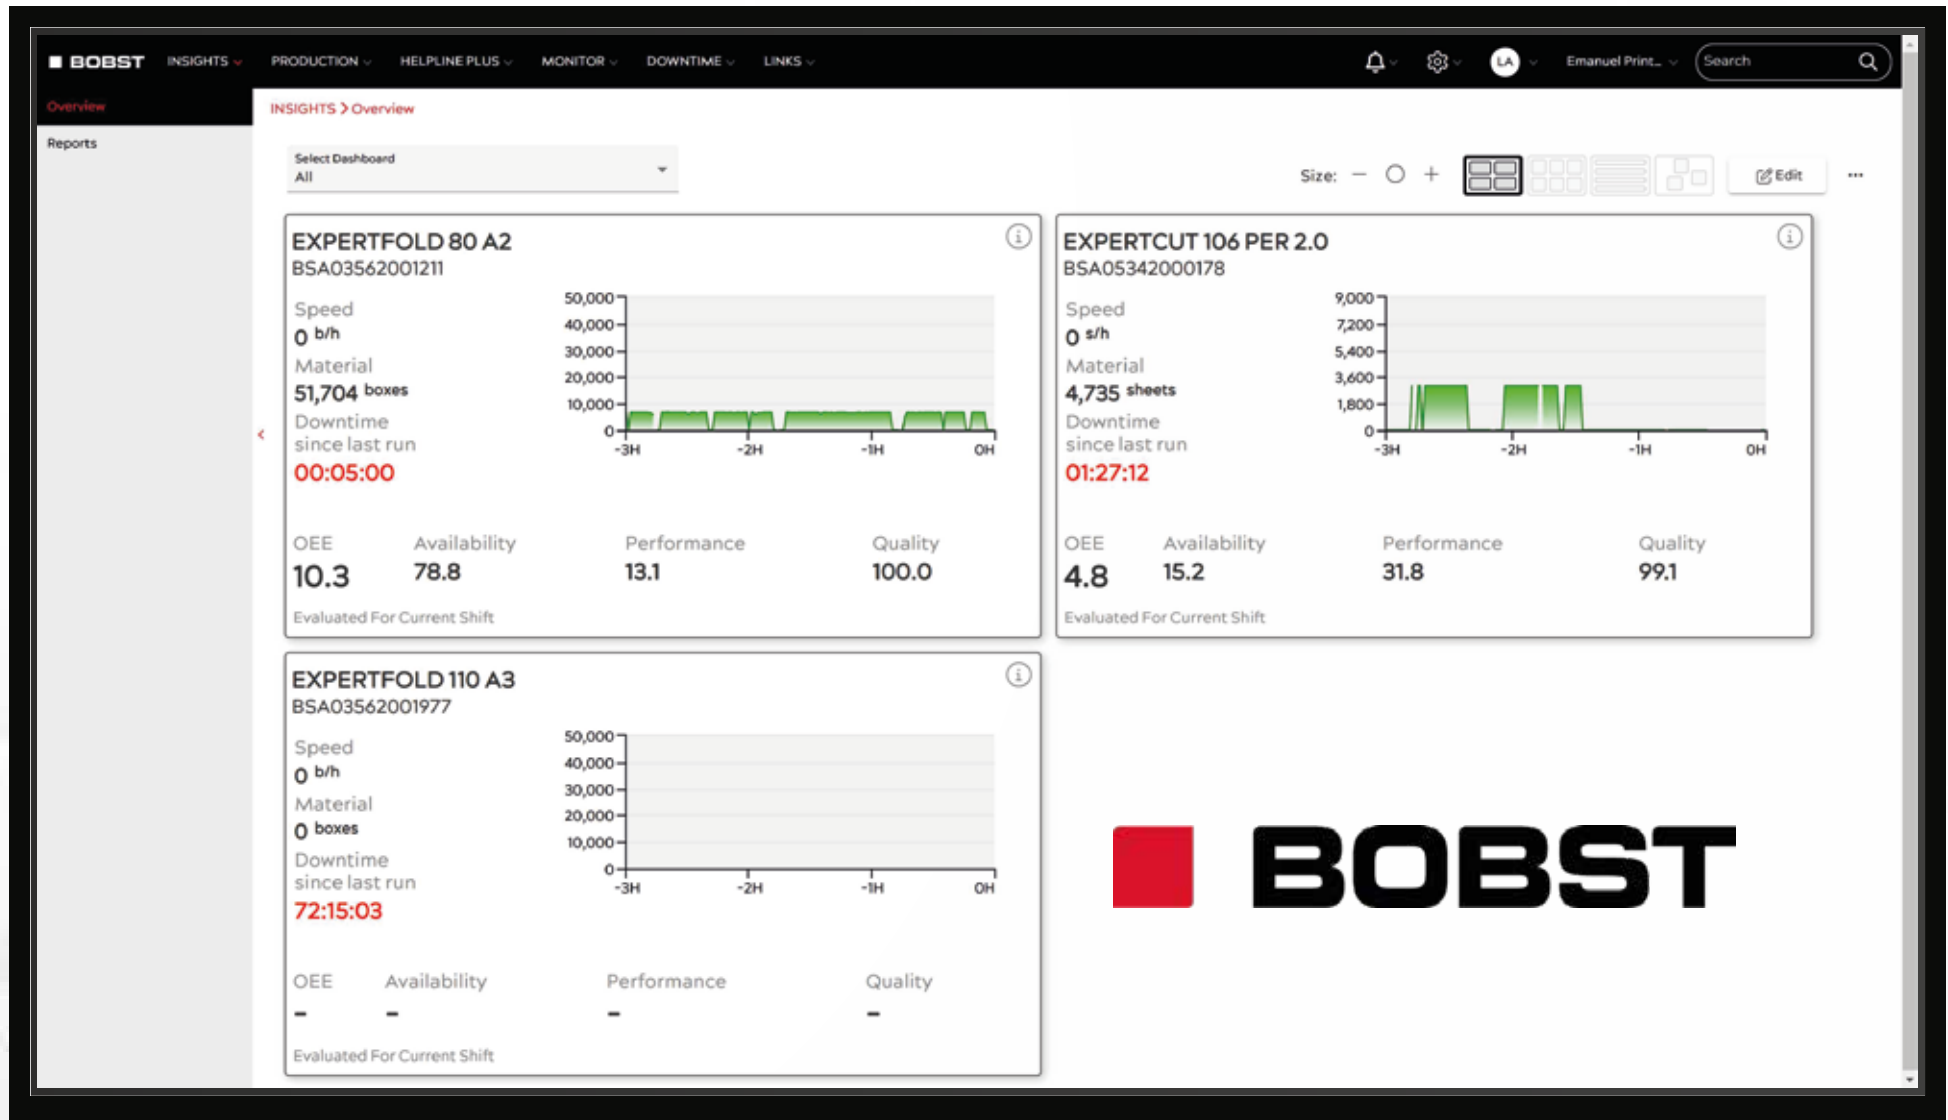 BOBST INSIGHTS PRODUCTION HELPLINE PLUS MONITOR DOWNTIME LINKS LA Emanuel Print... Search
Overview
Reports
INSIGHTS > Overview
Select Dashboard
All
Size: − + Edit ...
EXPERTFOLD 80 A2
BSA03562001211
Speed
0 b/h
Material
51,704 boxes
Downtime
since last run
00:05:00
50,000
40,000
30,000
20,000
10,000
0
-3H -2H -1H 0H
OEE Availability Performance Quality
10.3 78.8 13.1 100.0
Evaluated For Current Shift
EXPERTCUT 106 PER 2.0
BSA05342000178
Speed
0 s/h
Material
4,735 sheets
Downtime
since last run
01:27:12
9,000
7,200
5,400
3,600
1,800
0
-3H -2H -1H 0H
OEE Availability Performance Quality
4.8 15.2 31.8 99.1
Evaluated For Current Shift
EXPERTFOLD 110 A3
BSA03562001977
Speed
0 b/h
Material
0 boxes
Downtime
since last run
72:15:03
50,000
40,000
30,000
20,000
10,000
0
-3H -2H -1H 0H
OEE Availability Performance Quality
– – – –
Evaluated For Current Shift
BOBST